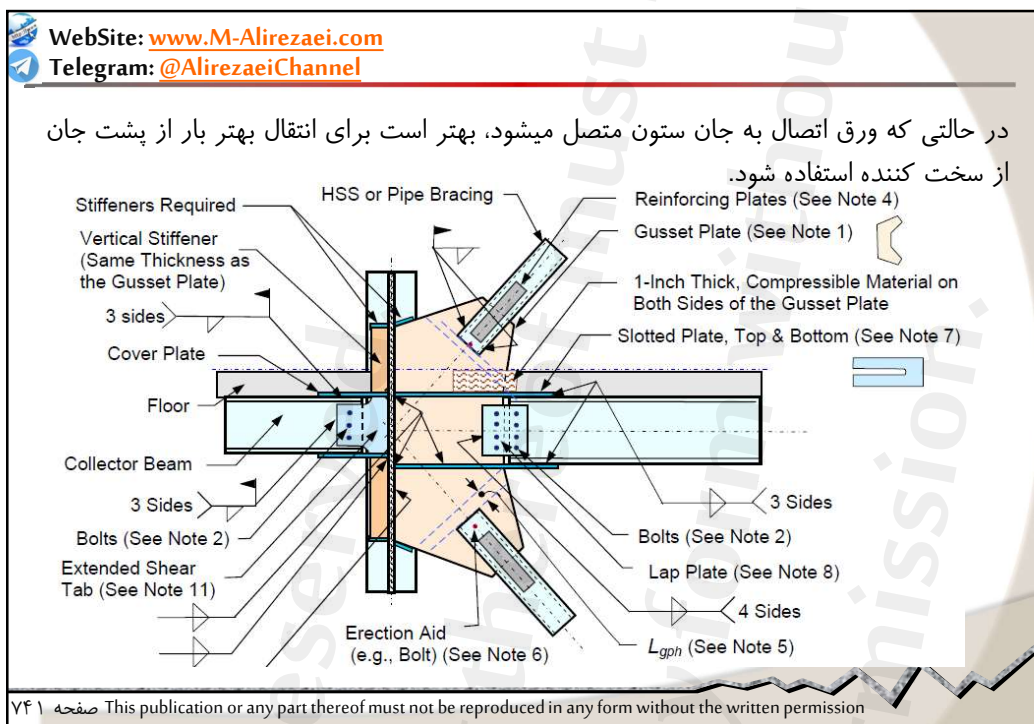 WebSite: www.M-Alirezaei.com
Telegram: @AlirezaeiChannel
در حالتی که ورق اتصال به جان ستون متصل میشود، بهتر است برای انتقال بهتر بار از پشت جان
از سخت کننده استفاده شود.
HSS or Pipe Bracing
Reinforcing Plates (See Note 4)
Stiffeners Required
Gusset Plate (See Note 1)
Vertical Stiffener
(Same Thickness as
the Gusset Plate)
1-Inch Thick, Compressible Material on
Both Sides of the Gusset Plate
3 sides
Slotted Plate, Top & Bottom (See Note 7)
Cover Plate
Floor
Collector Beam
3 Sides
3 Sides
Bolts (See Note 2)
Bolts (See Note 2)
Extended Shear
Tab (See Note 11)
Lap Plate (See Note 8)
4 Sides
Erection Aid
(e.g., Bolt) (See Note 6)
Lgph (See Note 5)
صفحه ۷۴۱ This publication or any part thereof must not be reproduced in any form without the written permission